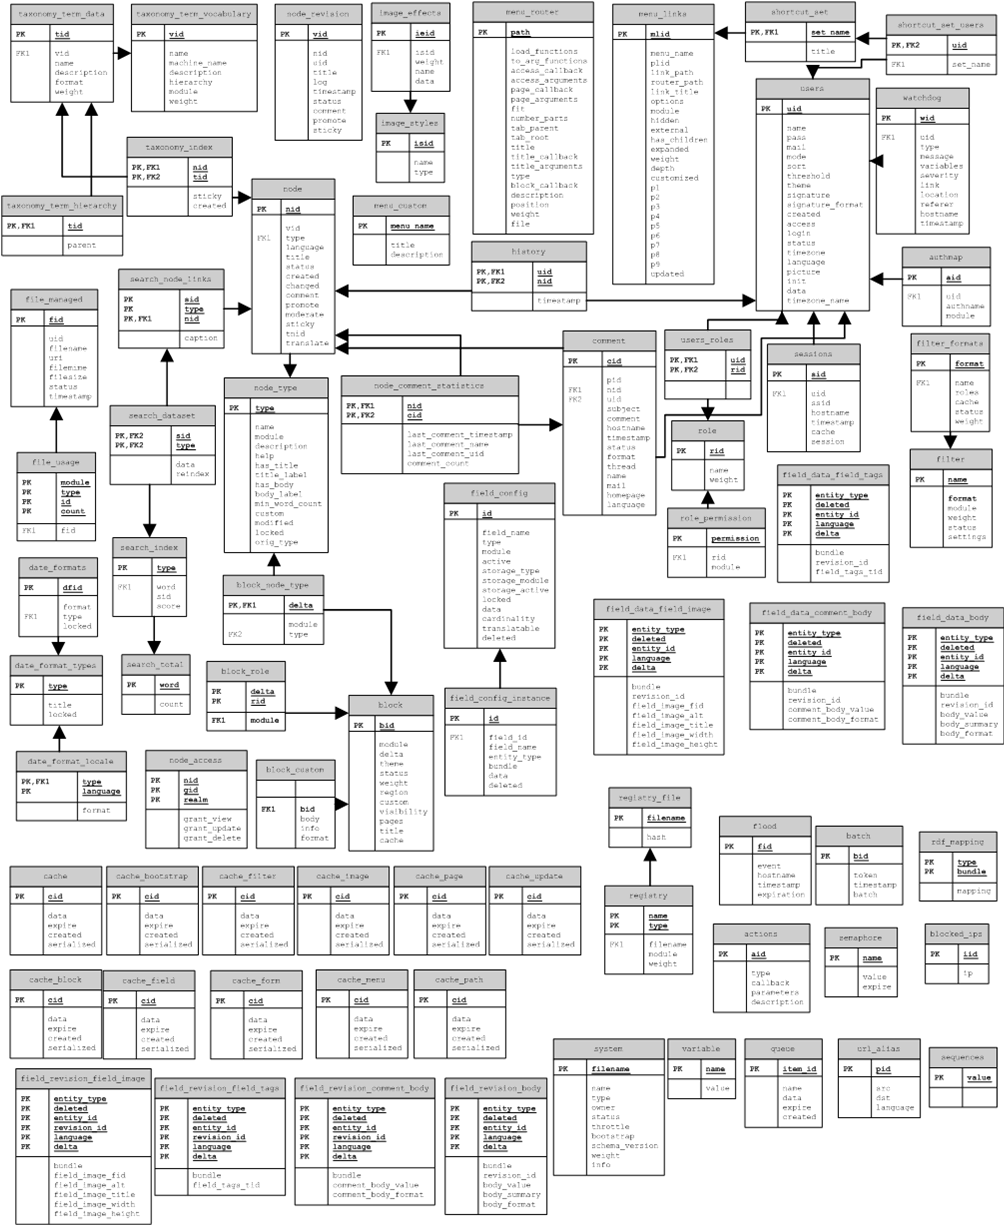 taxonomy_term_data
PK tid
FK1 vid
name
description
format
weight
taxonomy_term_vocabulary
PK vid
name
machine_name
description
hierarchy
module
weight
node_revision
PK vid
nid
uid
title
log
timestamp
status
comment
promote
sticky
image_effects
PK ieid
FK1 isid
weight
name
data
menu_router
PK path
load_functions
to_arg_functions
access_callback
access_arguments
page_callback
page_arguments
fit
number_parts
tab_parent
tab_root
title
title_callback
title_arguments
type
block_callback
description
position
weight
file
menu_links
PK mlid
menu_name
plid
link_path
router_path
link_title
options
module
hidden
external
has_children
expanded
weight
depth
customized
p1
p2
p3
p4
p5
p6
p7
p8
p9
updated
shortcut_set
PK,FK1 set_name
title
shortcut_set_users
PK,FK2 uid
FK1 set_name
users
PK uid
name
pass
mail
mode
sort
threshold
theme
signature
signature_format
created
access
login
status
timezone
language
picture
init
data
timezone_name
watchdog
PK wid
FK1 uid
type
message
variables
severity
link
location
referer
hostname
timestamp
image_styles
PK isid
name
type
taxonomy_index
PK,FK1 nid
PK,FK2 tid
sticky
created
taxonomy_term_hierarchy
PK,FK1 tid
parent
node
PK nid
FK1 vid
type
language
title
status
created
changed
comment
promote
moderate
sticky
tnid
translate
menu_custom
PK menu_name
title
description
history
PK,FK1 uid
PK,FK2 nid
timestamp
authmap
PK aid
FK1 uid
authname
module
search_node_links
PK sid
PK type
PK,FK1 nid
caption
file_managed
PK fid
uid
filename
uri
filemime
filesize
status
timestamp
comment
PK cid
pid
FK1 nid
FK2 uid
subject
comment
hostname
timestamp
status
format
thread
name
mail
homepage
language
users_roles
PK,FK1 uid
PK,FK2 rid
sessions
PK sid
FK1 uid
ssid
hostname
timestamp
cache
session
filter_formats
PK format
FK1 name
roles
cache
status
weight
node_type
PK type
name
module
description
help
has_title
title_label
has_body
body_label
min_word_count
custom
modified
locked
orig_type
node_comment_statistics
PK,FK1 nid
PK,FK2 cid
last_comment_timestamp
last_comment_name
last_comment_uid
comment_count
search_dataset
PK,FK2 sid
PK,FK2 type
data
reindex
role
PK rid
name
weight
file_usage
PK module
PK type
PK id
PK count
FK1 fid
filter
PK name
format
module
weight
status
settings
field_data_field_tags
PK entity_type
PK deleted
PK entity_id
PK language
PK delta
bundle
revision_id
field_tags_tid
field_config
PK id
field_name
type
module
active
storage_type
storage_module
storage_active
locked
data
cardinality
translatable
deleted
role_permission
PK permission
FK1 rid
module
search_index
PK type
FK1 word
sid
score
date_formats
PK dfid
FK1 format
type
locked
block_node_type
PK,FK1 delta
module
FK2 type
field_data_field_image
PK entity_type
PK deleted
PK entity_id
PK language
PK delta
bundle
revision_id
field_image_fid
field_image_alt
field_image_title
field_image_width
field_image_height
field_data_comment_body
PK entity_type
PK deleted
PK entity_id
PK language
PK delta
bundle
revision_id
comment_body_value
comment_body_format
field_data_body
PK entity_type
PK deleted
PK entity_id
PK language
PK delta
bundle
revision_id
body_value
body_summary
body_format
date_format_types
PK type
title
locked
search_total
PK word
count
block_role
PK delta
PK rid
FK1 module
block
PK bid
module
delta
theme
status
weight
region
custom
visibility
pages
title
cache
field_config_instance
PK id
FK1 field_id
field_name
entity_type
bundle
data
deleted
date_format_locale
PK,FK1 type
PK language
format
node_access
PK nid
PK gid
PK realm
grant_view
grant_update
grant_delete
block_custom
FK1 bid
body
info
format
registry_file
PK filename
hash
flood
PK fid
event
hostname
timestamp
expiration
batch
PK bid
token
timestamp
batch
rdf_mapping
PK type
PK bundle
mapping
cache
PK cid
data
expire
created
serialized
cache_bootstrap
PK cid
data
expire
created
serialized
cache_filter
PK cid
data
expire
created
serialized
cache_image
PK cid
data
expire
created
serialized
cache_page
PK cid
data
expire
created
serialized
cache_update
PK cid
data
expire
created
serialized
registry
PK name
PK type
FK1 filename
module
weight
actions
PK aid
type
callback
parameters
description
semaphore
PK name
value
expire
blocked_ips
PK iid
ip
cache_block
PK cid
data
expire
created
serialized
cache_field
PK cid
data
expire
created
serialized
cache_form
PK cid
data
expire
created
serialized
cache_menu
PK cid
data
expire
created
serialized
cache_path
PK cid
data
expire
created
serialized
system
PK filename
name
type
owner
status
throttle
bootstrap
schema_version
weight
info
variable
PK name
value
queue
PK item_id
name
data
expire
created
url_alias
PK pid
src
dst
language
sequences
PK value
field_revision_field_image
PK entity_type
PK deleted
PK entity_id
PK revision_id
PK language
PK delta
bundle
field_image_fid
field_image_alt
field_image_title
field_image_width
field_image_height
field_revision_field_tags
PK entity_type
PK deleted
PK entity_id
PK revision_id
PK language
PK delta
bundle
field_tags_tid
field_revision_comment_body
PK entity_type
PK deleted
PK entity_id
PK revision_id
PK language
PK delta
bundle
comment_body_value
comment_body_format
field_revision_body
PK entity_type
PK deleted
PK entity_id
PK language
PK delta
bundle
revision_id
body_value
body_summary
body_format